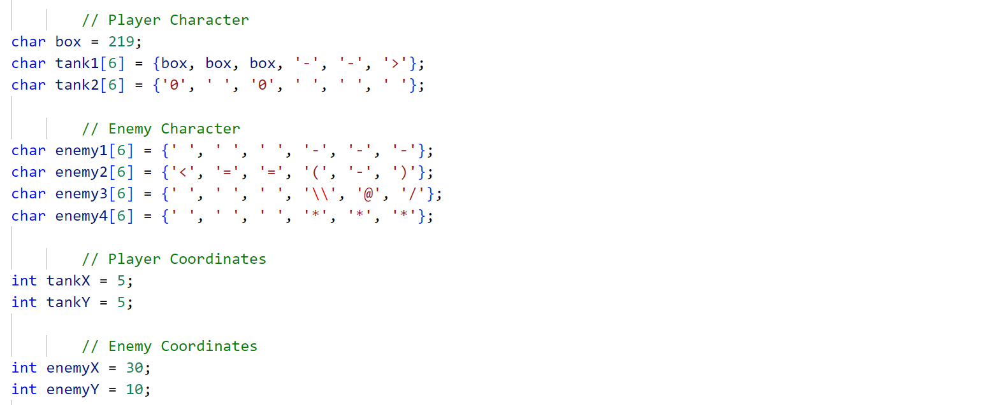 // Player Character
char box = 219;
char tank1[6] = {box, box, box, '-', '-', '>'};
char tank2[6] = {'0', ' ', '0', ' ', ' ', ' '};
// Enemy Character
char enemy1[6] = {' ', ' ', ' ', '-', '-', '-'};
char enemy2[6] = {'<', '=', '=', '(', '-', ')'};
char enemy3[6] = {' ', ' ', ' ', '\\', '@', '/'};
char enemy4[6] = {' ', ' ', ' ', '*', '*', '*'};
// Player Coordinates
int tankX = 5;
int tankY = 5;
// Enemy Coordinates
int enemyX = 30;
int enemyY = 10;